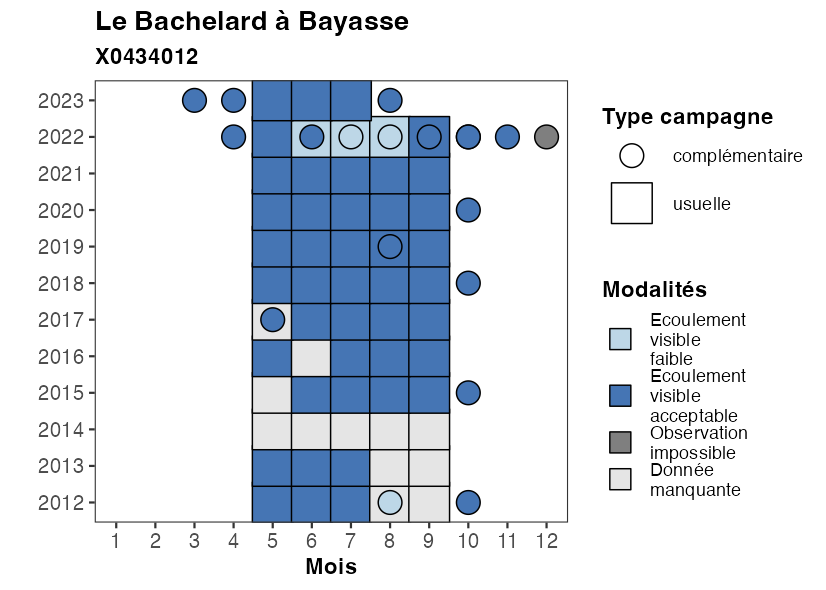 Le Bachelard à Bayasse
X0434012
2023
2022
2021
2020
2019
2018
2017
2016
2015
2014
2013
2012
1 2 3 4 5 6 7 8 9 10 11 12
Mois
Type campagne
complémentaire
usuelle
Modalités
Ecoulement
visible
faible
Ecoulement
visible
acceptable
Observation
impossible
Donnée
manquante